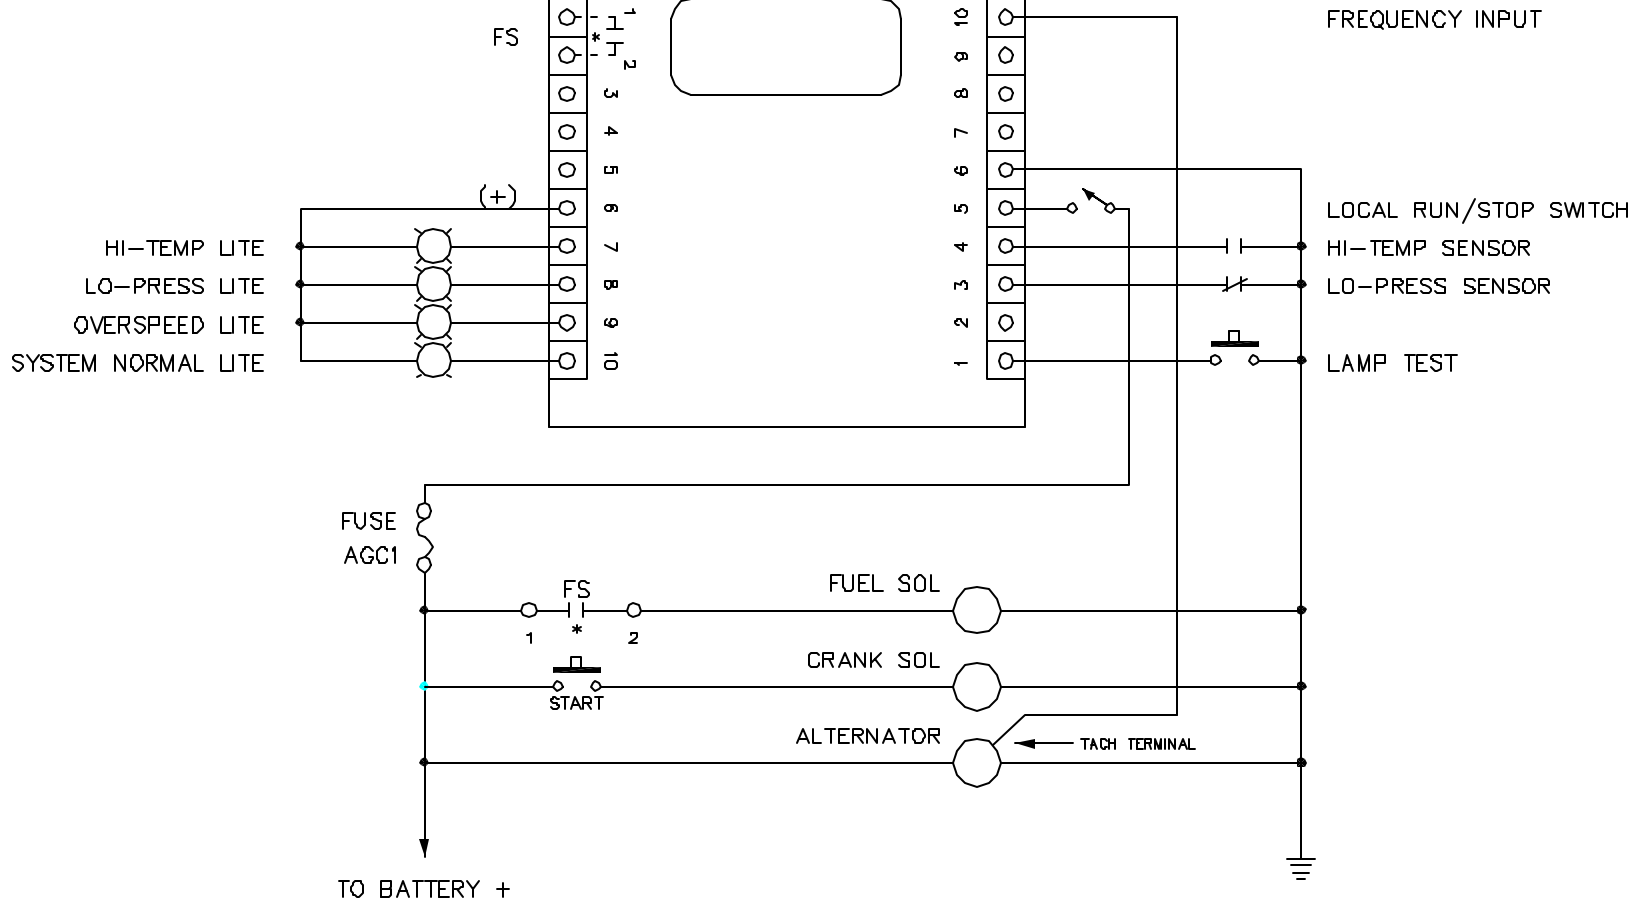 FS
1
*
2
3
4
5
6
7
8
9
10
10
9
8
7
6
5
4
3
2
1
(+)
HI-TEMP LITE
LO-PRESS LITE
OVERSPEED LITE
SYSTEM NORMAL LITE
FREQUENCY INPUT
LOCAL RUN/STOP SWITCH
HI-TEMP SENSOR
LO-PRESS SENSOR
LAMP TEST
FUSE
AGC1
FS
1 * 2
FUEL SOL
START
CRANK SOL
ALTERNATOR
TACH TERMINAL
TO BATTERY +